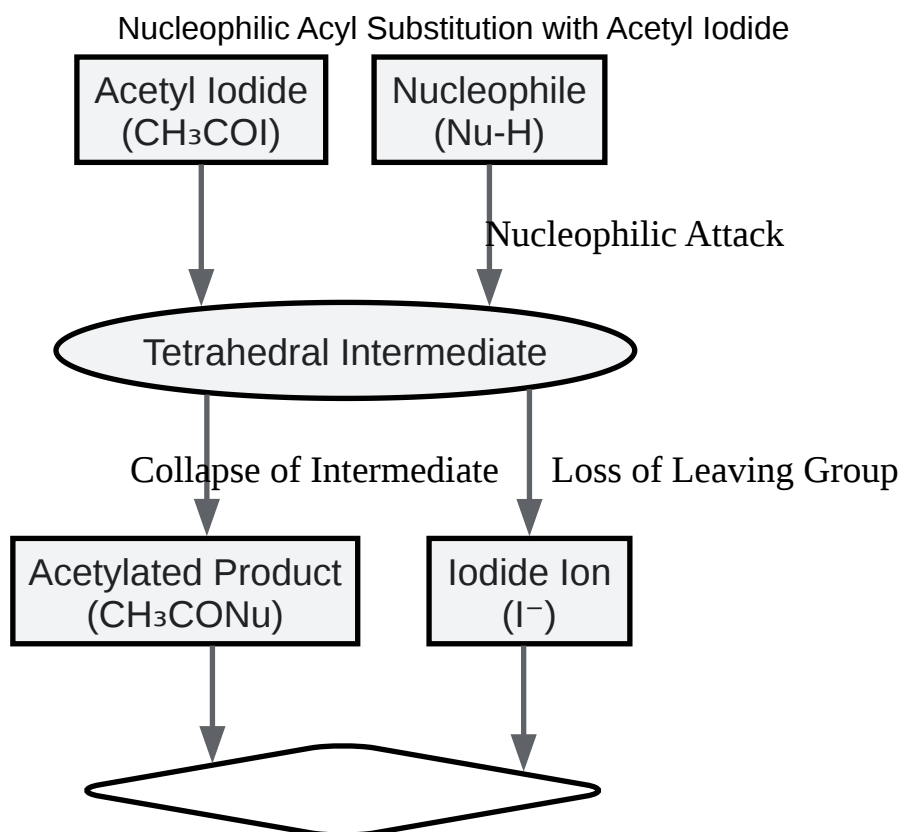 Nucleophilic Acyl Substitution with Acetyl Iodide
Acetyl Iodide
(CH₃COI)
Nucleophile
(Nu-H)
Nucleophilic Attack
Tetrahedral Intermediate
Collapse of Intermediate
Loss of Leaving Group
Acetylated Product
(CH₃CONu)
Iodide Ion
(I⁻)